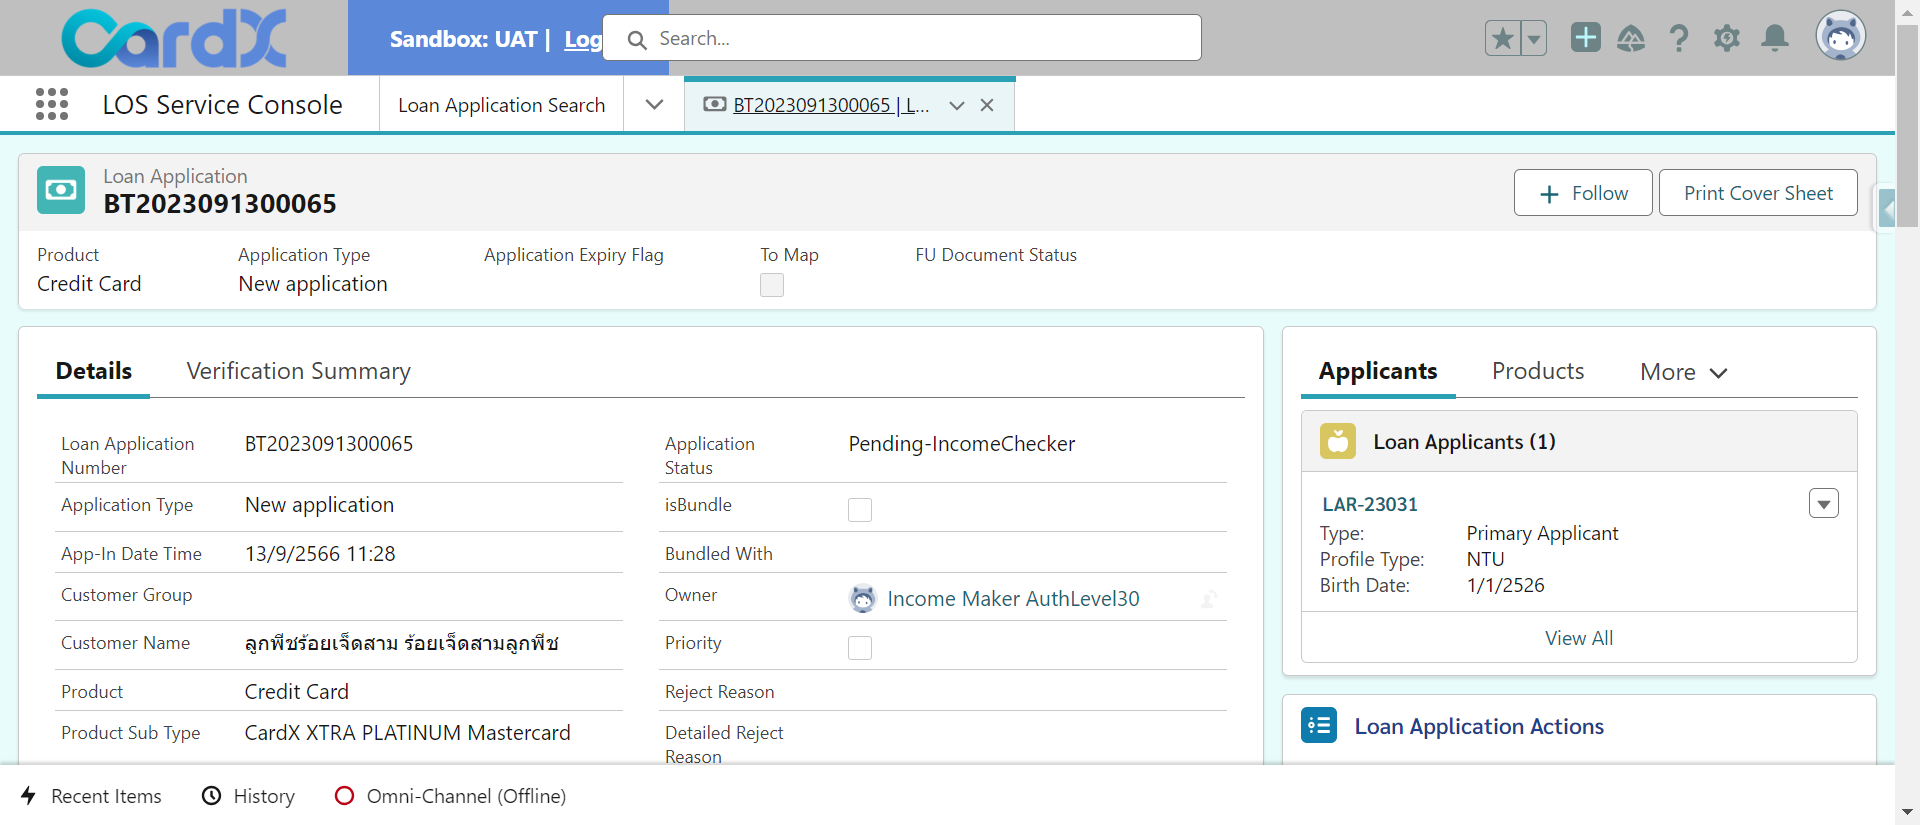 CardX
Sandbox: UAT | Log
Search...
LOS Service Console
Loan Application Search
BT2023091300065 | L...
Loan Application
BT2023091300065
Follow
Print Cover Sheet
Product
Application Type
Application Expiry Flag
To Map
FU Document Status
Credit Card
New application
Details
Verification Summary
Loan Application Number
BT2023091300065
Application Type
New application
App-In Date Time
13/9/2566 11:28
Customer Group
Customer Name
ลูกพีชร้อยเจ็ดสาม ร้อยเจ็ดสามลูกพีช
Product
Credit Card
Product Sub Type
CardX XTRA PLATINUM Mastercard
Application Status
Pending-IncomeChecker
isBundle
Bundled With
Owner
Income Maker AuthLevel30
Priority
Reject Reason
Detailed Reject Reason
Applicants
Products
More
Loan Applicants (1)
LAR-23031
Type: Primary Applicant
Profile Type: NTU
Birth Date: 1/1/2526
View All
Loan Application Actions
Recent Items
History
Omni-Channel (Offline)